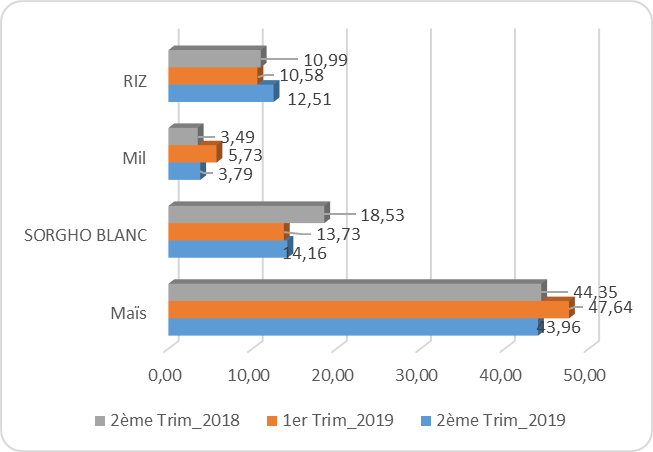 RIZ
10,99
10,58
12,51
Mil
3,49
5,73
3,79
SORGHO BLANC
18,53
13,73
14,16
Maïs
44,35
47,64
43,96
0,00 10,00 20,00 30,00 40,00 50,00
2ème Trim_2018 1er Trim_2019 2ème Trim_2019